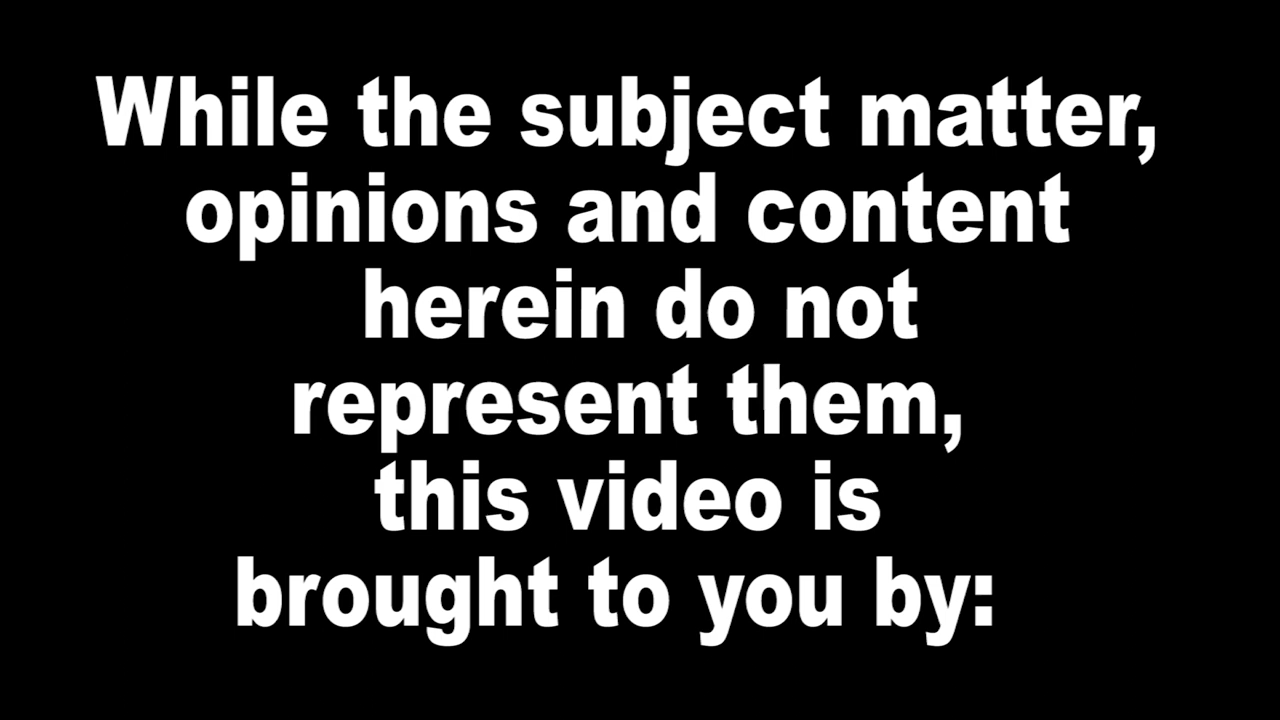 While the subject matter,
opinions and content
herein do not
represent them,
this video is
brought to you by: